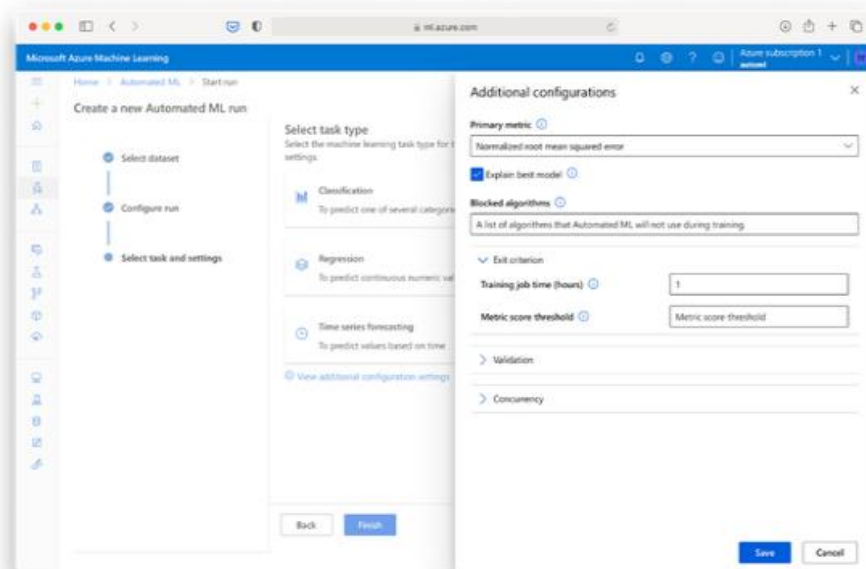 ml.azure.com
Microsoft Azure Machine Learning
Azure subscription 1
automl
Home > Automated ML > Start run
Create a new Automated ML run
Select dataset
Configure run
Select task and settings
Select task type
Select the machine learning task type for t
settings.
Classification
To predict one of several categorie
Regression
To predict continuous numeric val
Time series forecasting
To predict values based on time
View additional configuration settings
Back
Finish
Additional configurations
Primary metric
Normalized root mean squared error
Explain best model
Blocked algorithms
A list of algorithms that Automated ML will not use during training.
Exit criterion
Training job time (hours)
1
Metric score threshold
Metric score threshold
Validation
Concurrency
Save
Cancel